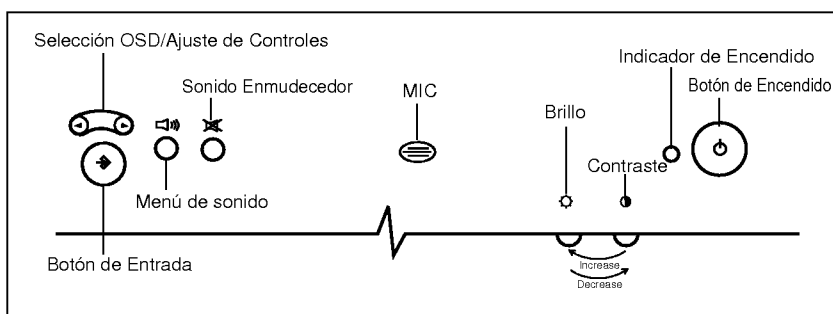 Selección OSD/Ajuste de Controles
Indicador de Encendido
Sonido Enmudecedor
MIC
Botón de Encendido
Brillo
Contraste
Menú de sonido
Botón de Entrada
Increase
Decrease